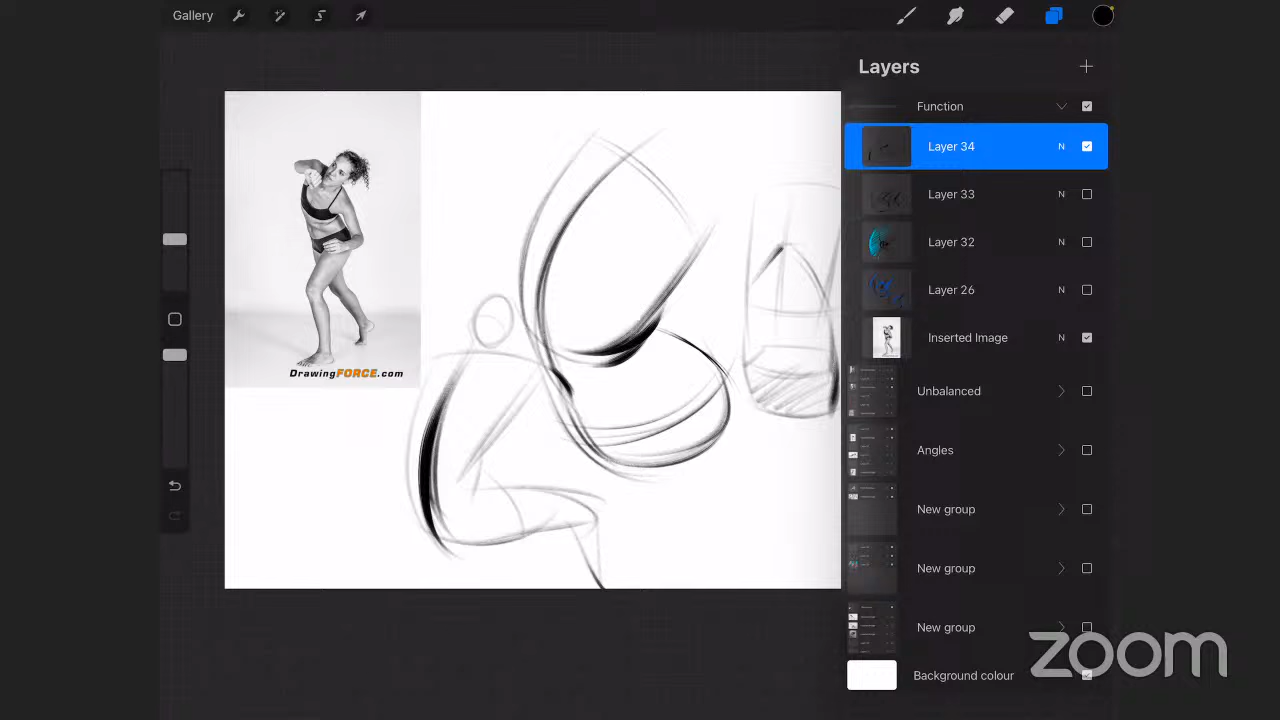 Gallery
Layers
Function
Layer 34 N
Layer 33 N
Layer 32 N
Layer 26 N
Inserted Image N
Unbalanced
Angles
New group
New group
New group
Background colour
DrawingFORCE.com
zoom